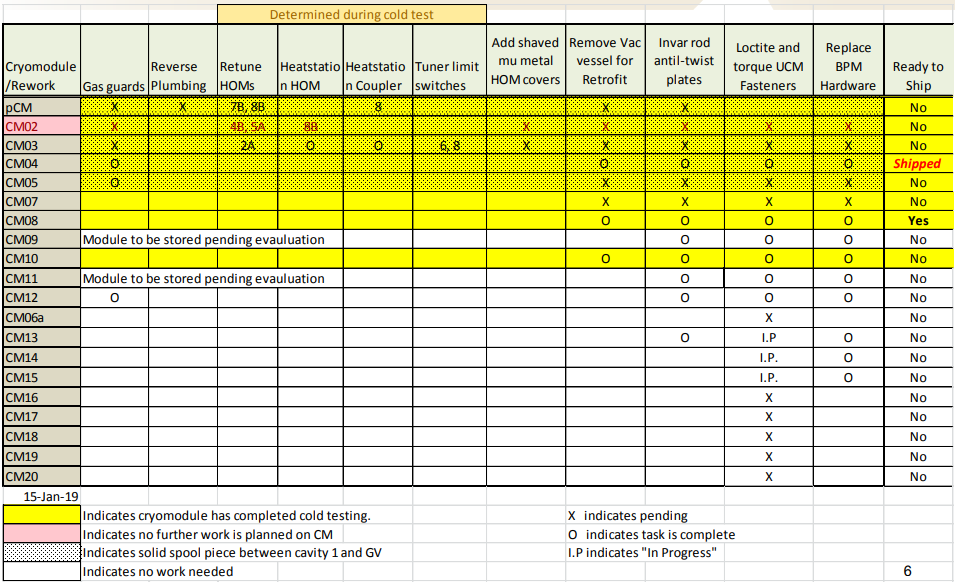 Determined during cold test
Cryomodule /Rework Gas guards Reverse Plumbing Retune HOMs Heatstatio n HOM Heatstatio n Coupler Tuner limit switches Add shaved mu metal HOM covers Remove Vac vessel for Retrofit Invar rod antil-twist plates Loctite and torque UCM Fasteners Replace BPM Hardware Ready to Ship
pCM X X 7B, 8B 8 X X No
CM02 X 4B, 5A 8B X X X X X No
CM03 X 2A O O 6, 8 X X X X X No
CM04 O O O O O Shipped
CM05 O X X X X No
CM07 X X X X No
CM08 O O O O Yes
CM09 Module to be stored pending evauluation O O O No
CM10 O O O O No
CM11 Module to be stored pending evauluation O O O No
CM12 O O O O No
CM06a X No
CM13 O I.P O No
CM14 I.P. O No
CM15 I.P. O No
CM16 X No
CM17 X No
CM18 X No
CM19 X No
CM20 X No
15-Jan-19
Indicates cryomodule has completed cold testing. X indicates pending
Indicates no further work is planned on CM O indicates task is complete
Indicates solid spool piece between cavity 1 and GV I.P indicates "In Progress"
Indicates no work needed 6